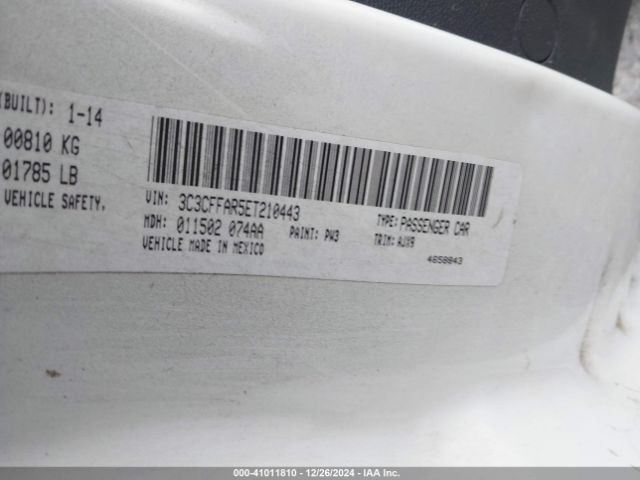 (BUILT): 1-14
00810 KG
01785 LB
VEHICLE SAFETY,
VIN: 3C3CFFAR5ET210443
MDH: 011502 074AA
PAINT: PW3
VEHICLE MADE IN MEXICO
TYPE: PASSENGER CAR
TRIM: AJX9
4658843
000-41011810 - 12/26/2024 - IAA Inc.